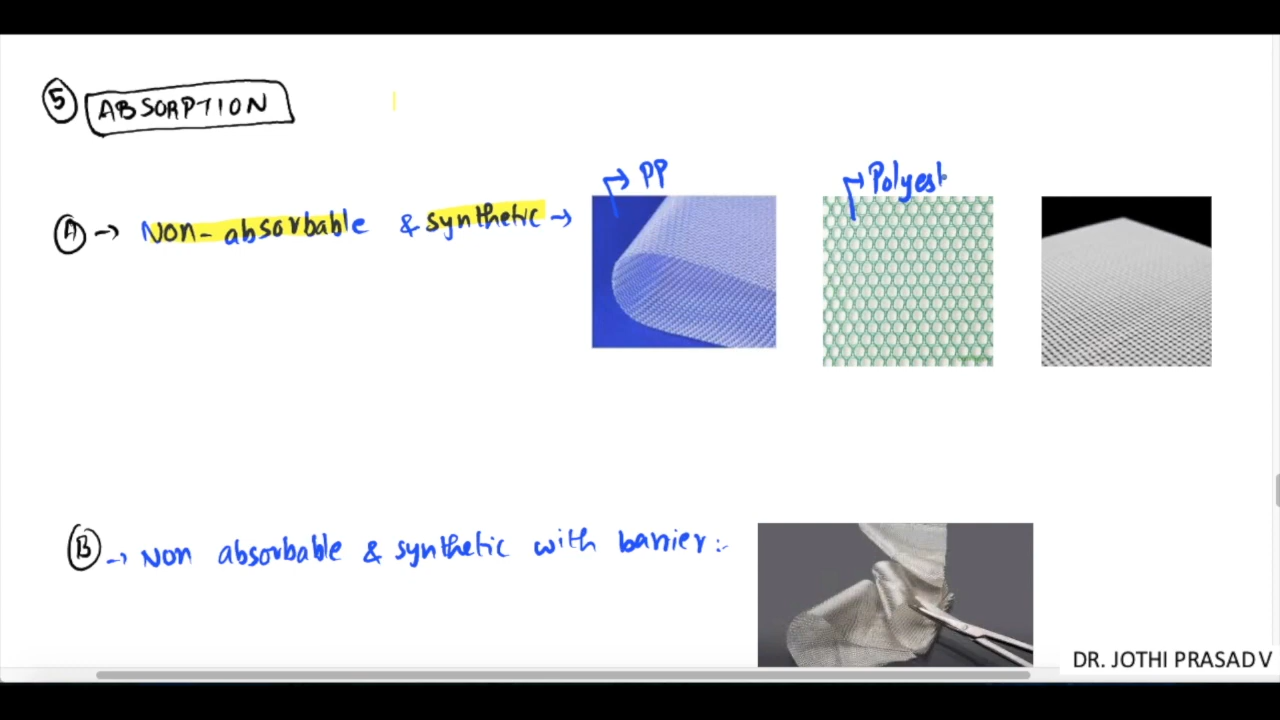 5 ABSORPTION
→ PP
→ Polyest
A → Non-absorbable & synthetic →
B → Non absorbable & synthetic with barrier:-
DR. JOTHI PRASAD V